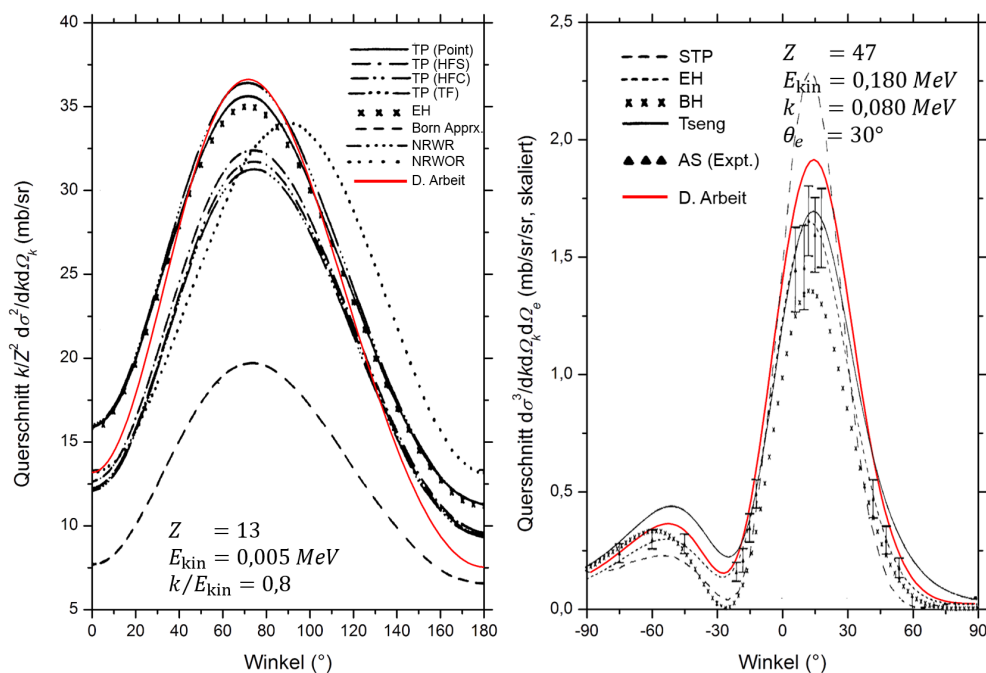 Querschnitt k/Z² dσ²/dkdΩₖ (mb/sr)
40
35
30
25
20
15
10
5
TP (Point)
TP (HFS)
TP (HFC)
TP (TF)
EH
Born Apprx.
NRWR
NRWOR
D. Arbeit
Z = 13
E_kin = 0,005 MeV
k/E_kin = 0,8
0 20 40 60 80 100 120 140 160 180
Winkel (°)
Querschnitt dσ³/dkdΩₖdΩₑ (mb/sr/sr, skaliert)
2,5
2,0
1,5
1,0
0,5
0,0
STP
EH
BH
Tseng
AS (Expt.)
D. Arbeit
Z = 47
E_kin = 0,180 MeV
k = 0,080 MeV
θₑ = 30°
-90 -60 -30 0 30 60 90
Winkel (°)